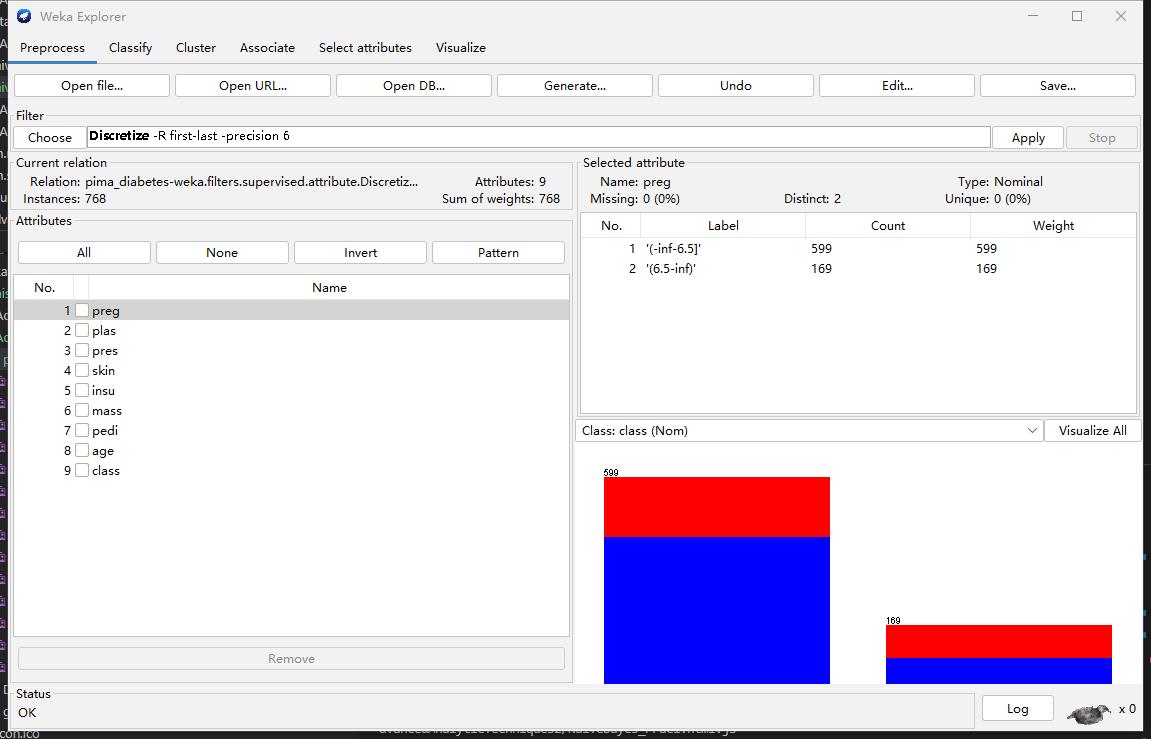 Weka Explorer
Preprocess Classify Cluster Associate Select attributes Visualize
Open file... Open URL... Open DB... Generate... Undo Edit... Save...
Filter
Choose Discretize -R first-last -precision 6 Apply Stop
Current relation
Relation: pima_diabetes-weka.filters.supervised.attribute.Discretiz... Attributes: 9
Instances: 768 Sum of weights: 768
Attributes
All None Invert Pattern
No. Name
1 preg
2 plas
3 pres
4 skin
5 insu
6 mass
7 pedi
8 age
9 class
Remove
Selected attribute
Name: preg Type: Nominal
Missing: 0 (0%) Distinct: 2 Unique: 0 (0%)
No. Label Count Weight
1 '(-inf-6.5]' 599 599
2 '(6.5-inf)' 169 169
Class: class (Nom) Visualize All
599
169
Status
OK
Log x 0
con.ico